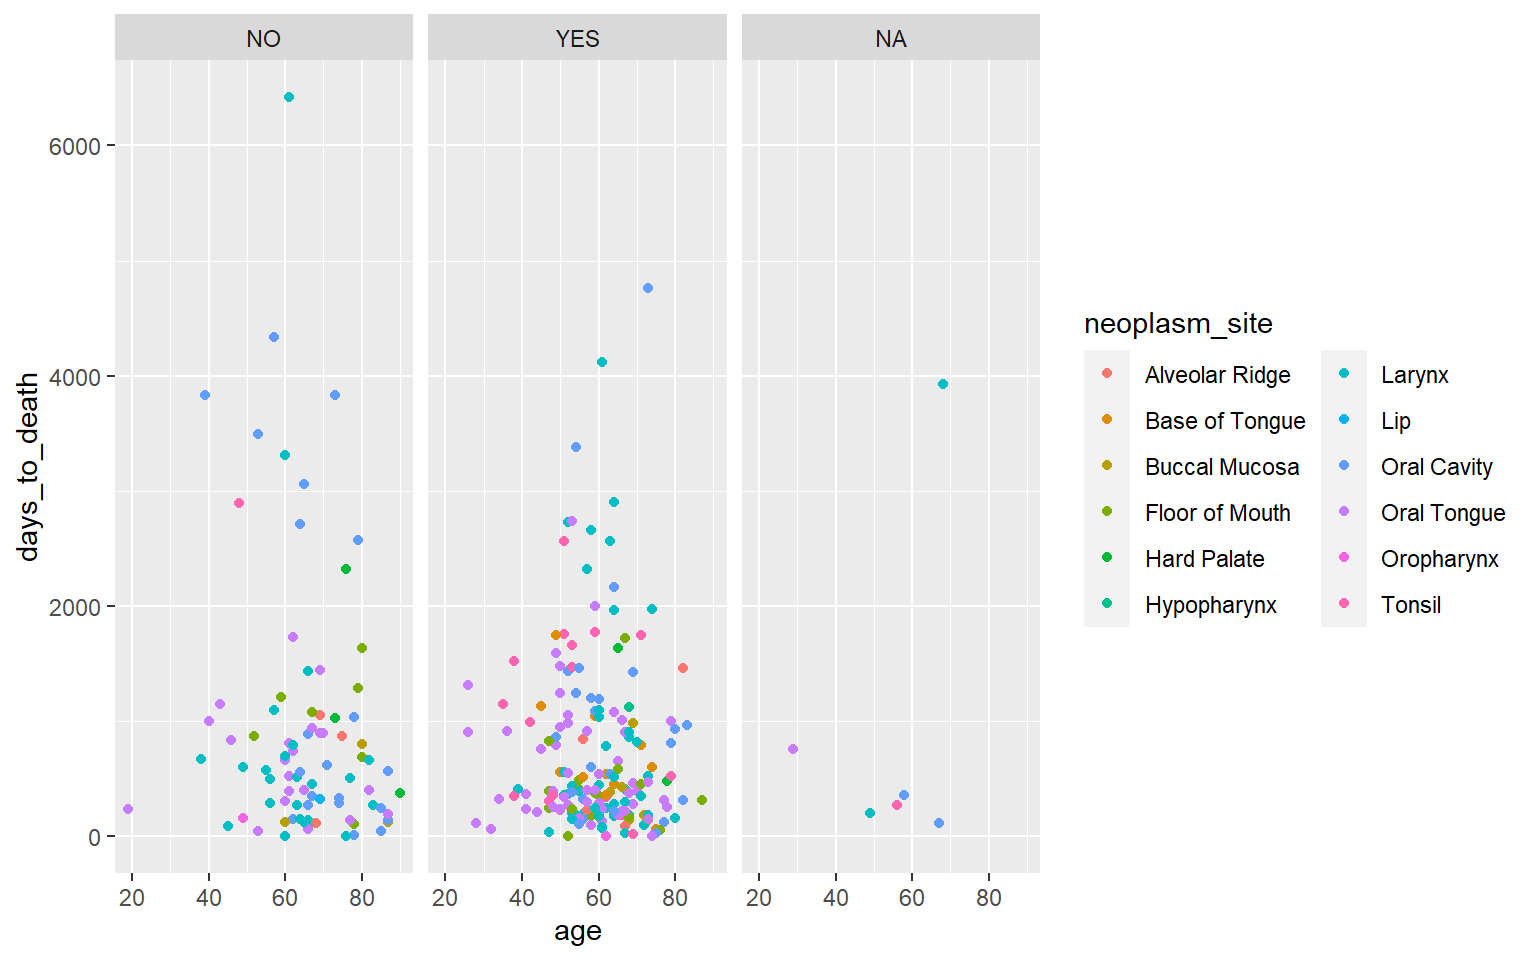 NO
YES
NA
6000
4000
2000
0
days_to_death
20 40 60 80
20 40 60 80
20 40 60 80
age
neoplasm_site
Alveolar Ridge
Base of Tongue
Buccal Mucosa
Floor of Mouth
Hard Palate
Hypopharynx
Larynx
Lip
Oral Cavity
Oral Tongue
Oropharynx
Tonsil